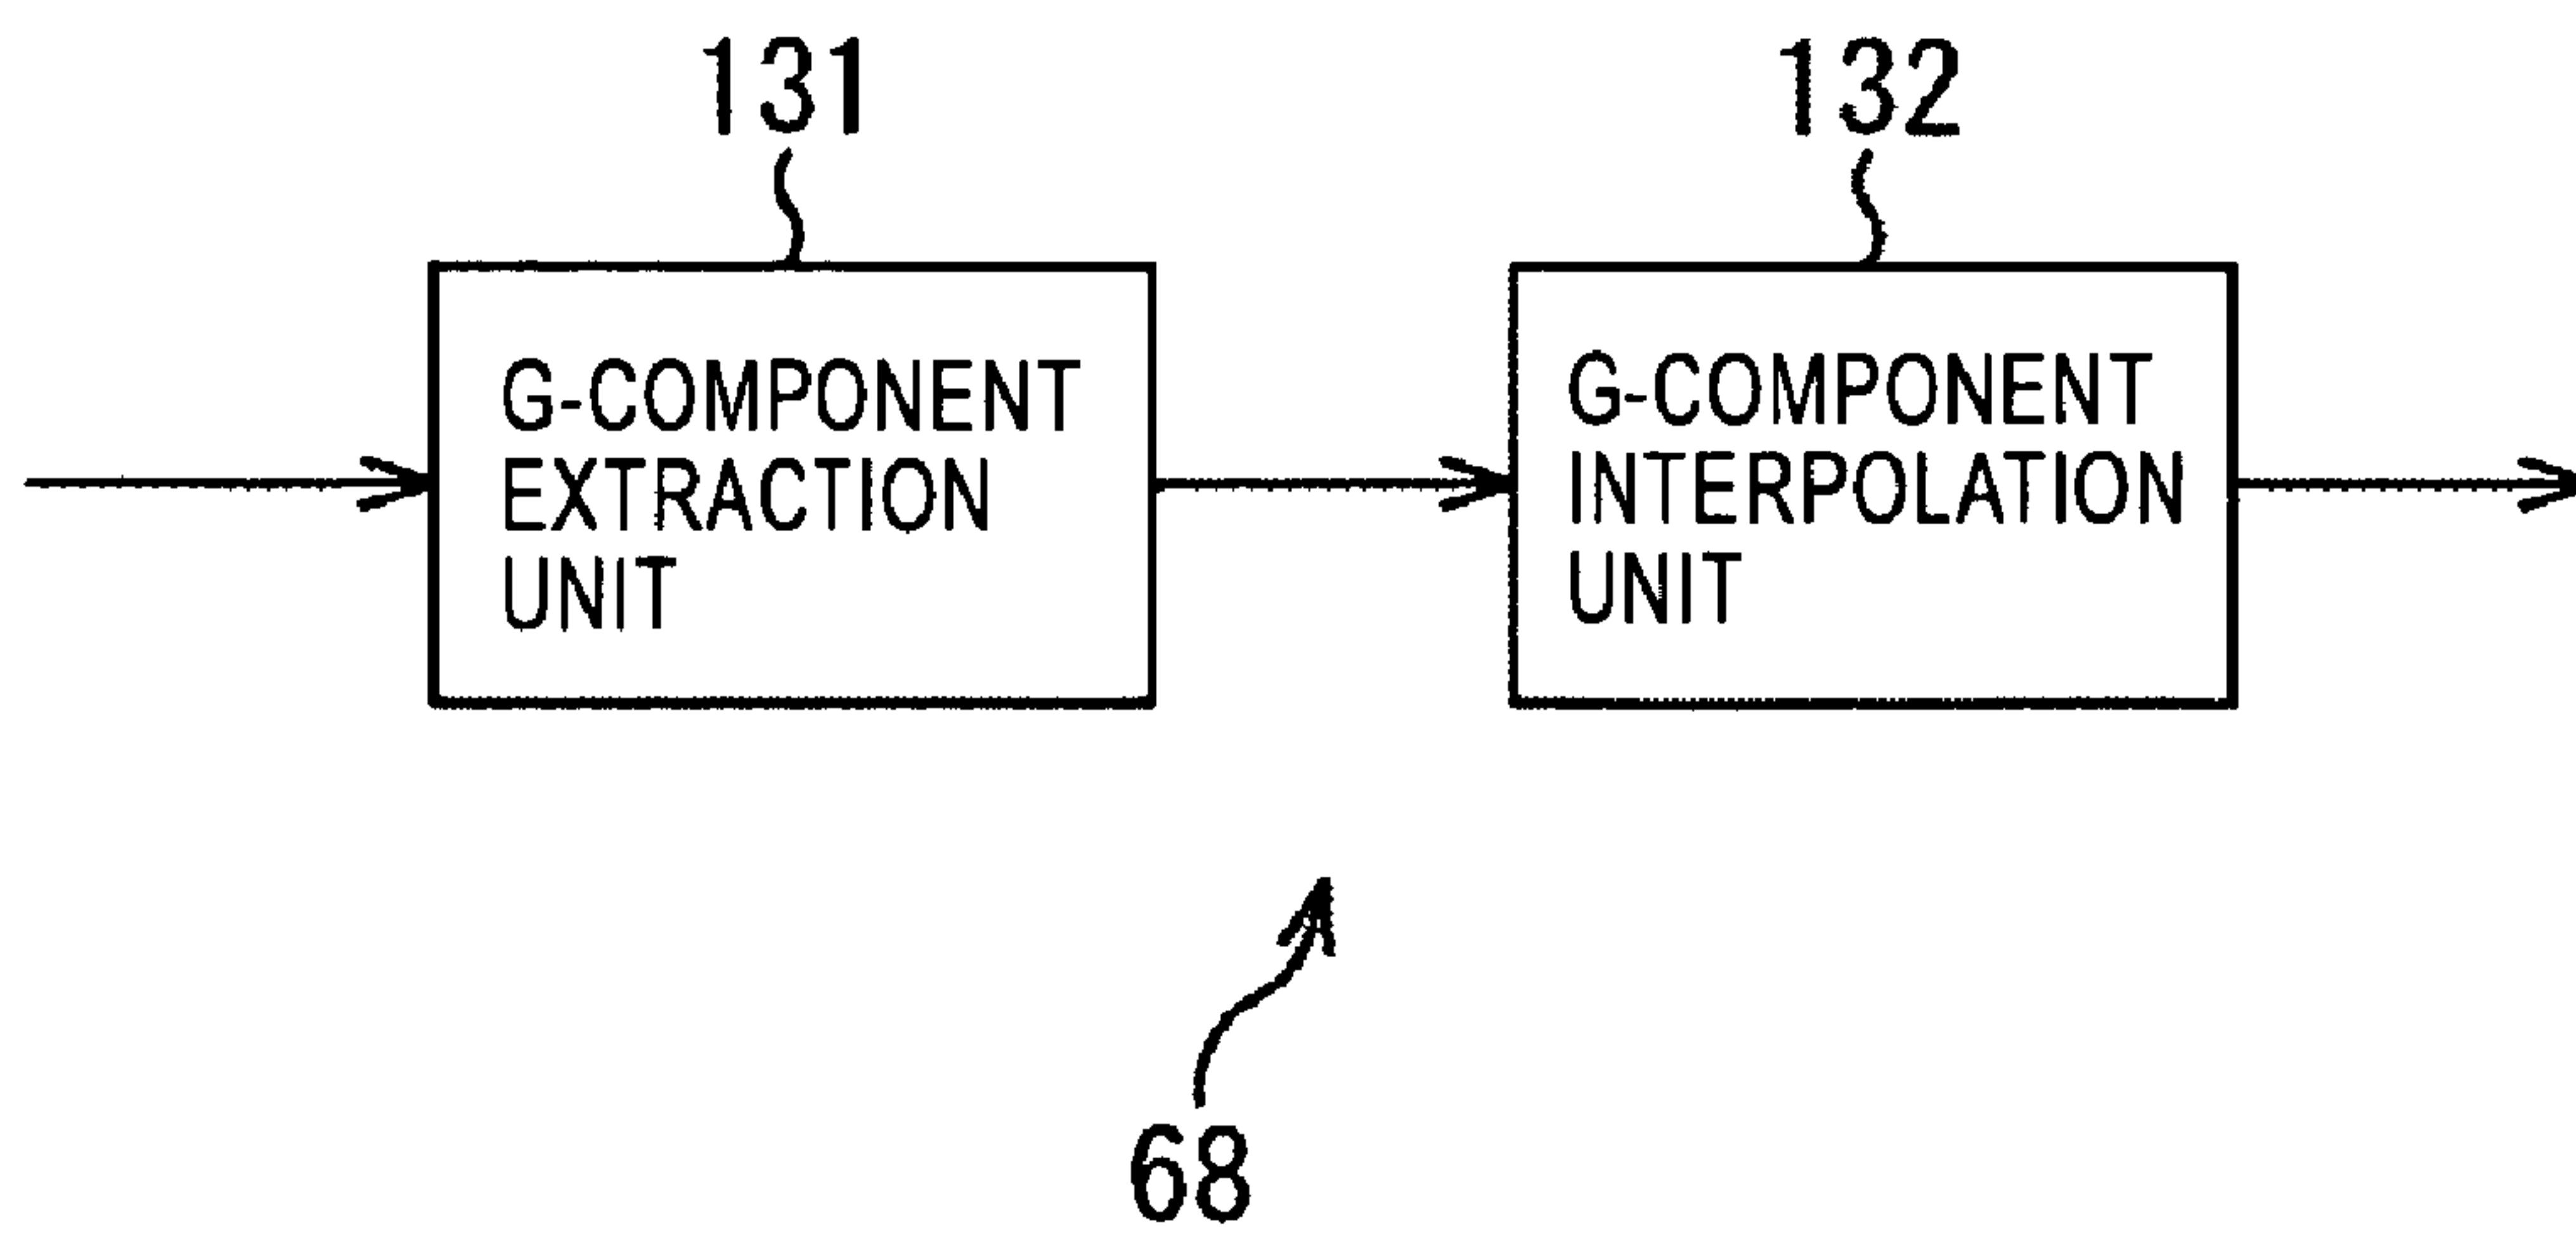 131
132
G-COMPONENT
EXTRACTION
UNIT
G-COMPONENT
INTERPOLATION
UNIT
68